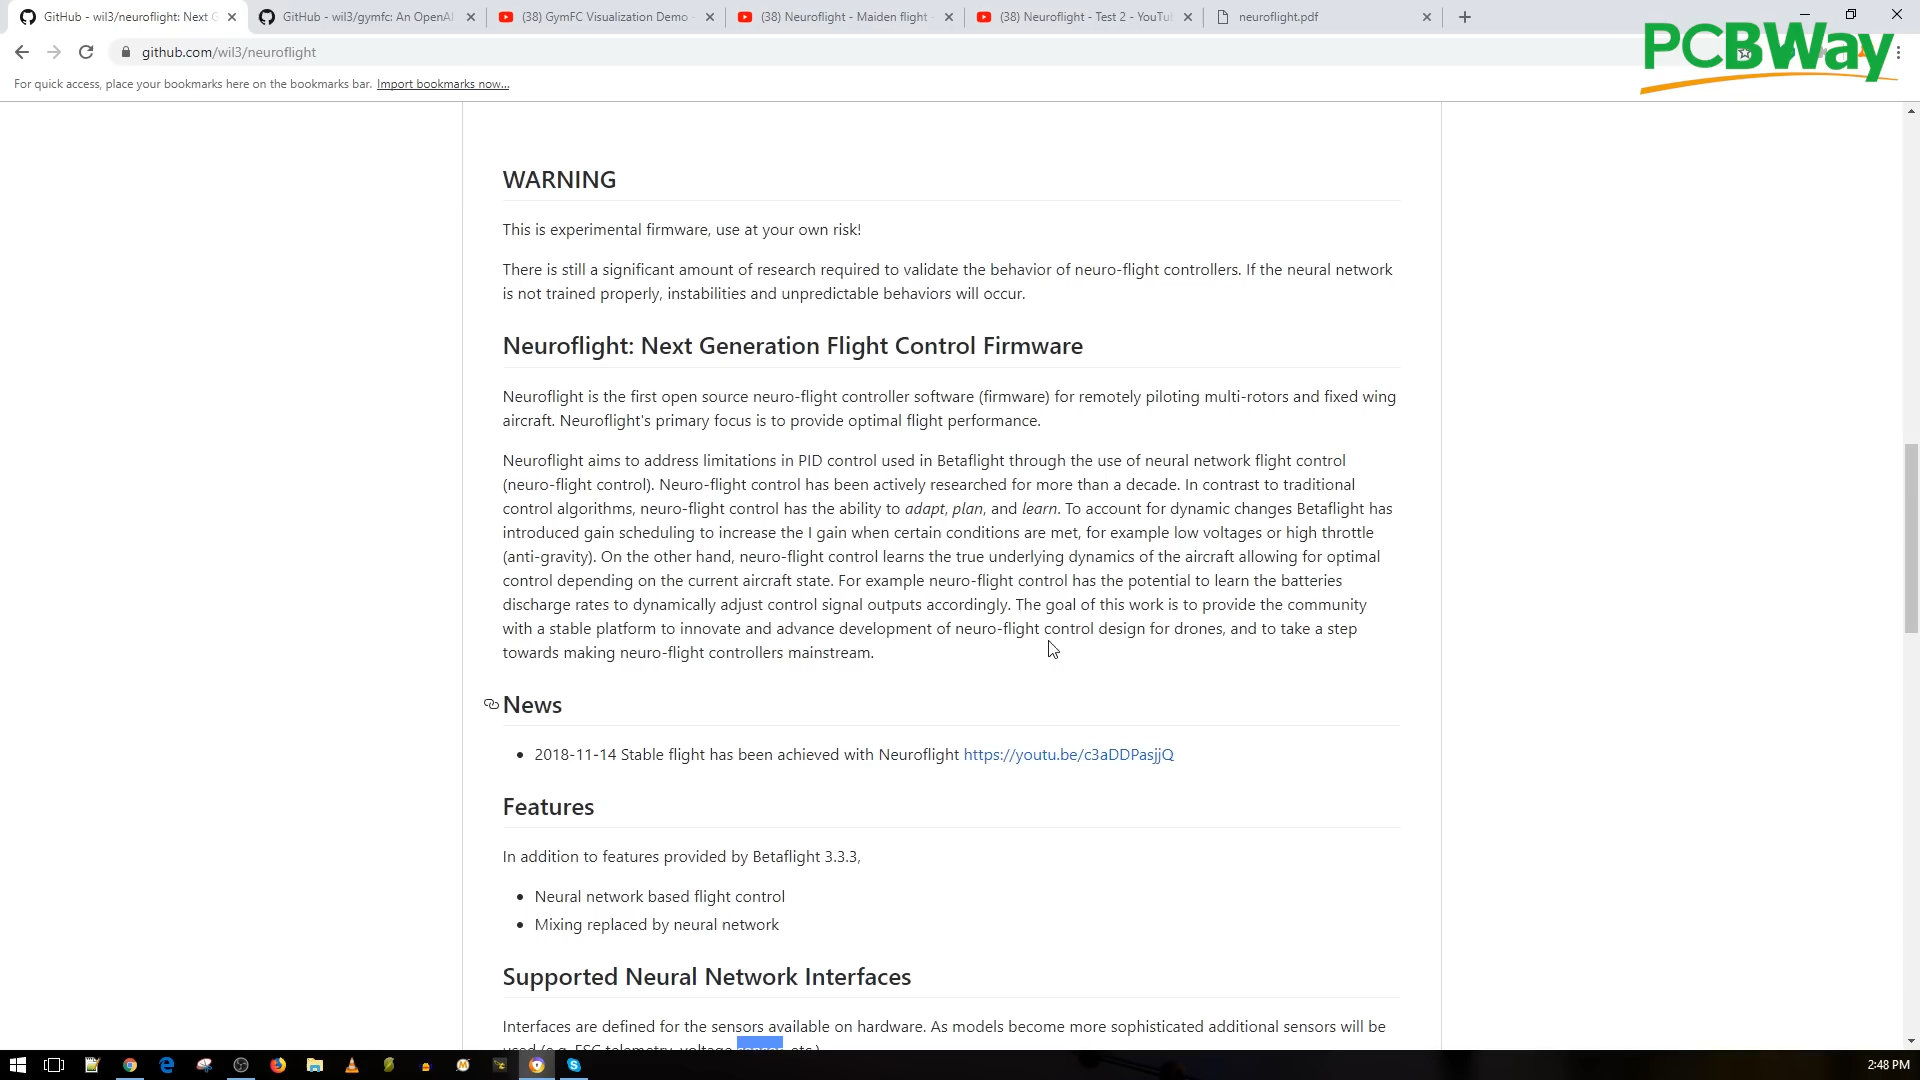 GitHub - wil3/neuroflight: Next G
GitHub - wil3/gymfc: An OpenAI
(38) GymFC Visualization Demo -
(38) Neuroflight - Maiden flight -
(38) Neuroflight - Test 2 - YouTu
neuroflight.pdf
PCBWay
github.com/wil3/neuroflight
For quick access, place your bookmarks here on the bookmarks bar. Import bookmarks now...
WARNING
This is experimental firmware, use at your own risk!
There is still a significant amount of research required to validate the behavior of neuro-flight controllers. If the neural network
is not trained properly, instabilities and unpredictable behaviors will occur.
Neuroflight: Next Generation Flight Control Firmware
Neuroflight is the first open source neuro-flight controller software (firmware) for remotely piloting multi-rotors and fixed wing
aircraft. Neuroflight's primary focus is to provide optimal flight performance.
Neuroflight aims to address limitations in PID control used in Betaflight through the use of neural network flight control
(neuro-flight control). Neuro-flight control has been actively researched for more than a decade. In contrast to traditional
control algorithms, neuro-flight control has the ability to adapt, plan, and learn. To account for dynamic changes Betaflight has
introduced gain scheduling to increase the I gain when certain conditions are met, for example low voltages or high throttle
(anti-gravity). On the other hand, neuro-flight control learns the true underlying dynamics of the aircraft allowing for optimal
control depending on the current aircraft state. For example neuro-flight control has the potential to learn the batteries
discharge rates to dynamically adjust control signal outputs accordingly. The goal of this work is to provide the community
with a stable platform to innovate and advance development of neuro-flight control design for drones, and to take a step
towards making neuro-flight controllers mainstream.
News
• 2018-11-14 Stable flight has been achieved with Neuroflight https://youtu.be/c3aDDPasjjQ
Features
In addition to features provided by Betaflight 3.3.3,
• Neural network based flight control
• Mixing replaced by neural network
Supported Neural Network Interfaces
Interfaces are defined for the sensors available on hardware. As models become more sophisticated additional sensors will be
used (e.g. ESC telemetry, voltage sensor, etc.)
2:48 PM